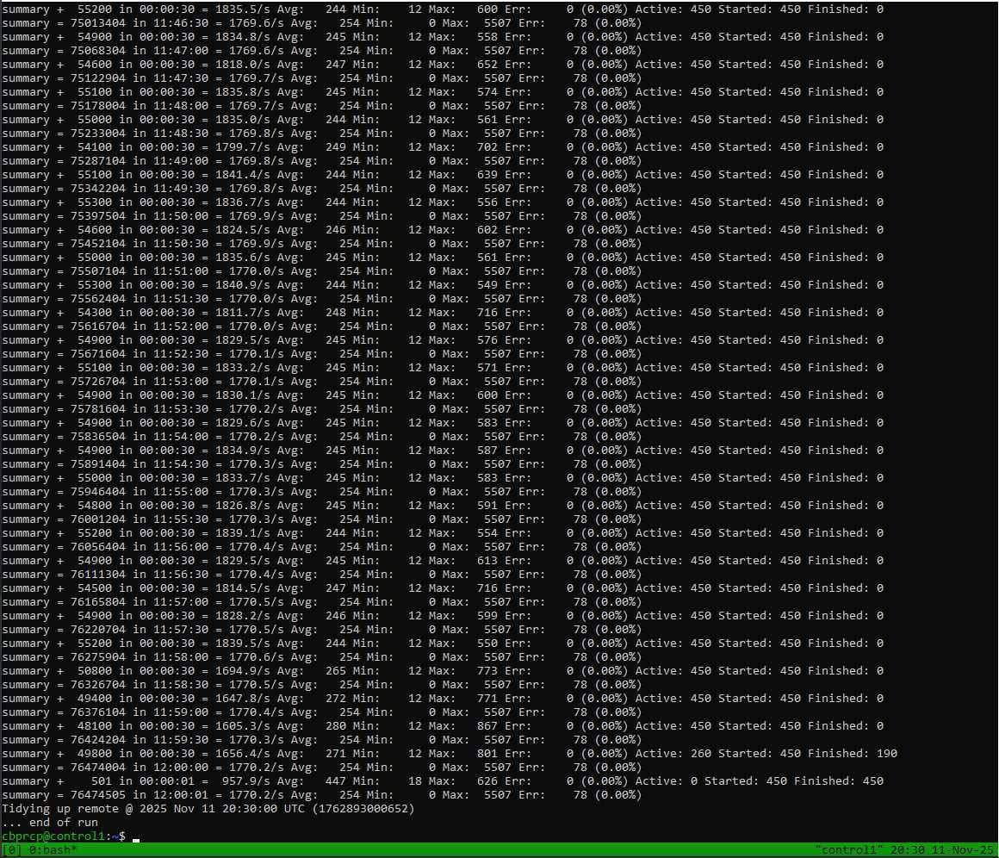 summary +  55200 in 00:00:30 = 1835.5/s Avg:   244 Min:    12 Max:   600 Err:     0 (0.00%) Active: 450 Started: 450 Finished: 0
summary = 75013404 in 11:46:30 = 1769.6/s Avg:   254 Min:     0 Max:  5507 Err:    78 (0.00%)
summary +  54900 in 00:00:30 = 1834.8/s Avg:   245 Min:    12 Max:   558 Err:     0 (0.00%) Active: 450 Started: 450 Finished: 0
summary = 75068304 in 11:47:00 = 1769.6/s Avg:   254 Min:     0 Max:  5507 Err:    78 (0.00%)
summary +  54600 in 00:00:30 = 1818.0/s Avg:   247 Min:    12 Max:   652 Err:     0 (0.00%) Active: 450 Started: 450 Finished: 0
summary = 75122904 in 11:47:30 = 1769.7/s Avg:   254 Min:     0 Max:  5507 Err:    78 (0.00%)
summary +  55100 in 00:00:30 = 1835.8/s Avg:   245 Min:    12 Max:   574 Err:     0 (0.00%) Active: 450 Started: 450 Finished: 0
summary = 75178004 in 11:48:00 = 1769.7/s Avg:   254 Min:     0 Max:  5507 Err:    78 (0.00%)
summary +  55000 in 00:00:30 = 1835.0/s Avg:   244 Min:    12 Max:   561 Err:     0 (0.00%) Active: 450 Started: 450 Finished: 0
summary = 75233004 in 11:48:30 = 1769.8/s Avg:   254 Min:     0 Max:  5507 Err:    78 (0.00%)
summary +  54100 in 00:00:30 = 1799.7/s Avg:   249 Min:    12 Max:   702 Err:     0 (0.00%) Active: 450 Started: 450 Finished: 0
summary = 75287104 in 11:49:00 = 1769.8/s Avg:   254 Min:     0 Max:  5507 Err:    78 (0.00%)
summary +  55100 in 00:00:30 = 1841.4/s Avg:   244 Min:    12 Max:   639 Err:     0 (0.00%) Active: 450 Started: 450 Finished: 0
summary = 75342204 in 11:49:30 = 1769.8/s Avg:   254 Min:     0 Max:  5507 Err:    78 (0.00%)
summary +  55300 in 00:00:30 = 1836.7/s Avg:   244 Min:    12 Max:   556 Err:     0 (0.00%) Active: 450 Started: 450 Finished: 0
summary = 75397504 in 11:50:00 = 1769.9/s Avg:   254 Min:     0 Max:  5507 Err:    78 (0.00%)
summary +  54600 in 00:00:30 = 1824.5/s Avg:   246 Min:    12 Max:   602 Err:     0 (0.00%) Active: 450 Started: 450 Finished: 0
summary = 75452104 in 11:50:30 = 1769.9/s Avg:   254 Min:     0 Max:  5507 Err:    78 (0.00%)
summary +  55000 in 00:00:30 = 1835.6/s Avg:   245 Min:    12 Max:   561 Err:     0 (0.00%) Active: 450 Started: 450 Finished: 0
summary = 75507104 in 11:51:00 = 1770.0/s Avg:   254 Min:     0 Max:  5507 Err:    78 (0.00%)
summary +  55300 in 00:00:30 = 1840.9/s Avg:   244 Min:    12 Max:   549 Err:     0 (0.00%) Active: 450 Started: 450 Finished: 0
summary = 75562404 in 11:51:30 = 1770.0/s Avg:   254 Min:     0 Max:  5507 Err:    78 (0.00%)
summary +  54300 in 00:00:30 = 1811.7/s Avg:   248 Min:    12 Max:   716 Err:     0 (0.00%) Active: 450 Started: 450 Finished: 0
summary = 75616704 in 11:52:00 = 1770.0/s Avg:   254 Min:     0 Max:  5507 Err:    78 (0.00%)
summary +  54900 in 00:00:30 = 1829.5/s Avg:   245 Min:    12 Max:   576 Err:     0 (0.00%) Active: 450 Started: 450 Finished: 0
summary = 75671604 in 11:52:30 = 1770.1/s Avg:   254 Min:     0 Max:  5507 Err:    78 (0.00%)
summary +  55100 in 00:00:30 = 1833.2/s Avg:   245 Min:    12 Max:   571 Err:     0 (0.00%) Active: 450 Started: 450 Finished: 0
summary = 75726704 in 11:53:00 = 1770.1/s Avg:   254 Min:     0 Max:  5507 Err:    78 (0.00%)
summary +  54900 in 00:00:30 = 1830.1/s Avg:   245 Min:    12 Max:   600 Err:     0 (0.00%) Active: 450 Started: 450 Finished: 0
summary = 75781604 in 11:53:30 = 1770.2/s Avg:   254 Min:     0 Max:  5507 Err:    78 (0.00%)
summary +  54900 in 00:00:30 = 1829.6/s Avg:   245 Min:    12 Max:   583 Err:     0 (0.00%) Active: 450 Started: 450 Finished: 0
summary = 75836504 in 11:54:00 = 1770.2/s Avg:   254 Min:     0 Max:  5507 Err:    78 (0.00%)
summary +  54900 in 00:00:30 = 1834.9/s Avg:   245 Min:    12 Max:   587 Err:     0 (0.00%) Active: 450 Started: 450 Finished: 0
summary = 75891404 in 11:54:30 = 1770.3/s Avg:   254 Min:     0 Max:  5507 Err:    78 (0.00%)
summary +  55000 in 00:00:30 = 1833.7/s Avg:   245 Min:    12 Max:   583 Err:     0 (0.00%) Active: 450 Started: 450 Finished: 0
summary = 75946404 in 11:55:00 = 1770.3/s Avg:   254 Min:     0 Max:  5507 Err:    78 (0.00%)
summary +  54800 in 00:00:30 = 1826.8/s Avg:   245 Min:    12 Max:   591 Err:     0 (0.00%) Active: 450 Started: 450 Finished: 0
summary = 76001204 in 11:55:30 = 1770.3/s Avg:   254 Min:     0 Max:  5507 Err:    78 (0.00%)
summary +  55200 in 00:00:30 = 1839.1/s Avg:   244 Min:    12 Max:   554 Err:     0 (0.00%) Active: 450 Started: 450 Finished: 0
summary = 76056404 in 11:56:00 = 1770.4/s Avg:   254 Min:     0 Max:  5507 Err:    78 (0.00%)
summary +  54900 in 00:00:30 = 1829.5/s Avg:   245 Min:    12 Max:   613 Err:     0 (0.00%) Active: 450 Started: 450 Finished: 0
summary = 76111304 in 11:56:30 = 1770.4/s Avg:   254 Min:     0 Max:  5507 Err:    78 (0.00%)
summary +  54500 in 00:00:30 = 1814.5/s Avg:   247 Min:    12 Max:   716 Err:     0 (0.00%) Active: 450 Started: 450 Finished: 0
summary = 76165804 in 11:57:00 = 1770.5/s Avg:   254 Min:     0 Max:  5507 Err:    78 (0.00%)
summary +  54900 in 00:00:30 = 1828.2/s Avg:   246 Min:    12 Max:   599 Err:     0 (0.00%) Active: 450 Started: 450 Finished: 0
summary = 76220704 in 11:57:30 = 1770.5/s Avg:   254 Min:     0 Max:  5507 Err:    78 (0.00%)
summary +  55200 in 00:00:30 = 1839.5/s Avg:   244 Min:    12 Max:   550 Err:     0 (0.00%) Active: 450 Started: 450 Finished: 0
summary = 76275904 in 11:58:00 = 1770.6/s Avg:   254 Min:     0 Max:  5507 Err:    78 (0.00%)
summary +  50800 in 00:00:30 = 1694.9/s Avg:   265 Min:    12 Max:   773 Err:     0 (0.00%) Active: 450 Started: 450 Finished: 0
summary = 76326704 in 11:58:30 = 1770.5/s Avg:   254 Min:     0 Max:  5507 Err:    78 (0.00%)
summary +  49400 in 00:00:30 = 1647.8/s Avg:   272 Min:    12 Max:   771 Err:     0 (0.00%) Active: 450 Started: 450 Finished: 0
summary = 76376104 in 11:59:00 = 1770.4/s Avg:   254 Min:     0 Max:  5507 Err:    78 (0.00%)
summary +  48100 in 00:00:30 = 1605.3/s Avg:   280 Min:    12 Max:   867 Err:     0 (0.00%) Active: 450 Started: 450 Finished: 0
summary = 76424204 in 11:59:30 = 1770.3/s Avg:   254 Min:     0 Max:  5507 Err:    78 (0.00%)
summary +  49800 in 00:00:30 = 1656.4/s Avg:   271 Min:    12 Max:   801 Err:     0 (0.00%) Active: 260 Started: 450 Finished: 190
summary = 76474004 in 12:00:00 = 1770.2/s Avg:   254 Min:     0 Max:  5507 Err:    78 (0.00%)
summary +    501 in 00:00:01 =  957.9/s Avg:   447 Min:    18 Max:   626 Err:     0 (0.00%) Active: 0 Started: 450 Finished: 450
summary = 76474505 in 12:00:01 = 1770.2/s Avg:   254 Min:     0 Max:  5507 Err:    78 (0.00%)
Tidying up remote @ 2025 Nov 11 20:30:00 UTC (1762893000652)
... end of run
cbprcp@control1:~$
[0] 0:bash* "control1" 20:30 11-Nov-25